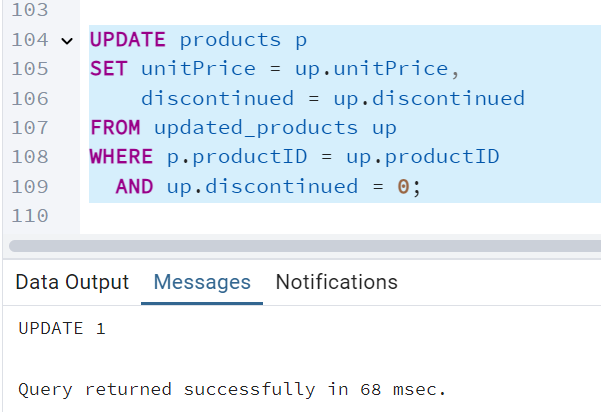 103
104 UPDATE products p
105 SET unitPrice = up.unitPrice,
106 discontinued = up.discontinued
107 FROM updated_products up
108 WHERE p.productID = up.productID
109 AND up.discontinued = 0;
110
Data Output Messages Notifications
UPDATE 1
Query returned successfully in 68 msec.